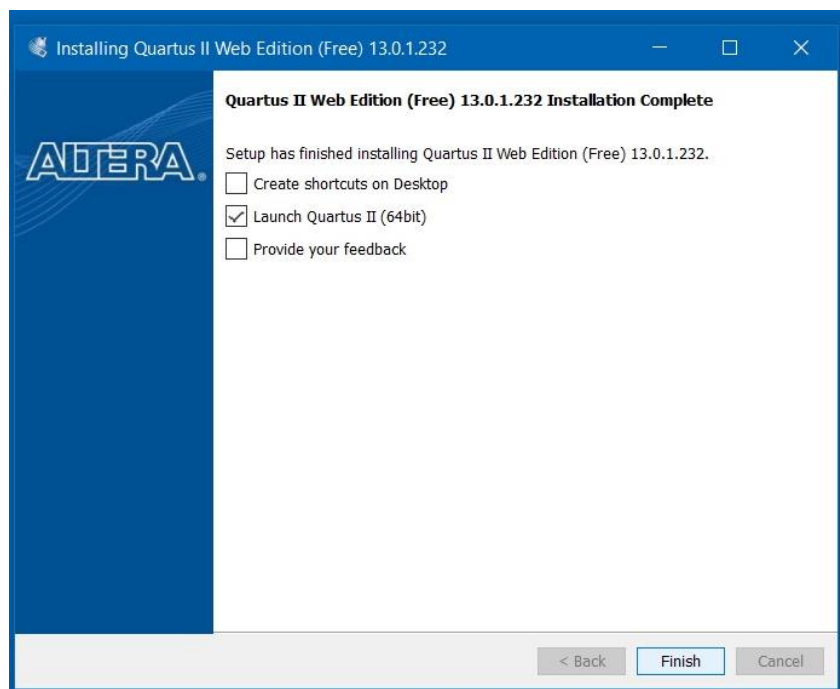 Installing Quartus II Web Edition (Free) 13.0.1.232
Quartus II Web Edition (Free) 13.0.1.232 Installation Complete
ALTERA.
Setup has finished installing Quartus II Web Edition (Free) 13.0.1.232.
Create shortcuts on Desktop
Launch Quartus II (64bit)
Provide your feedback
< Back Finish Cancel